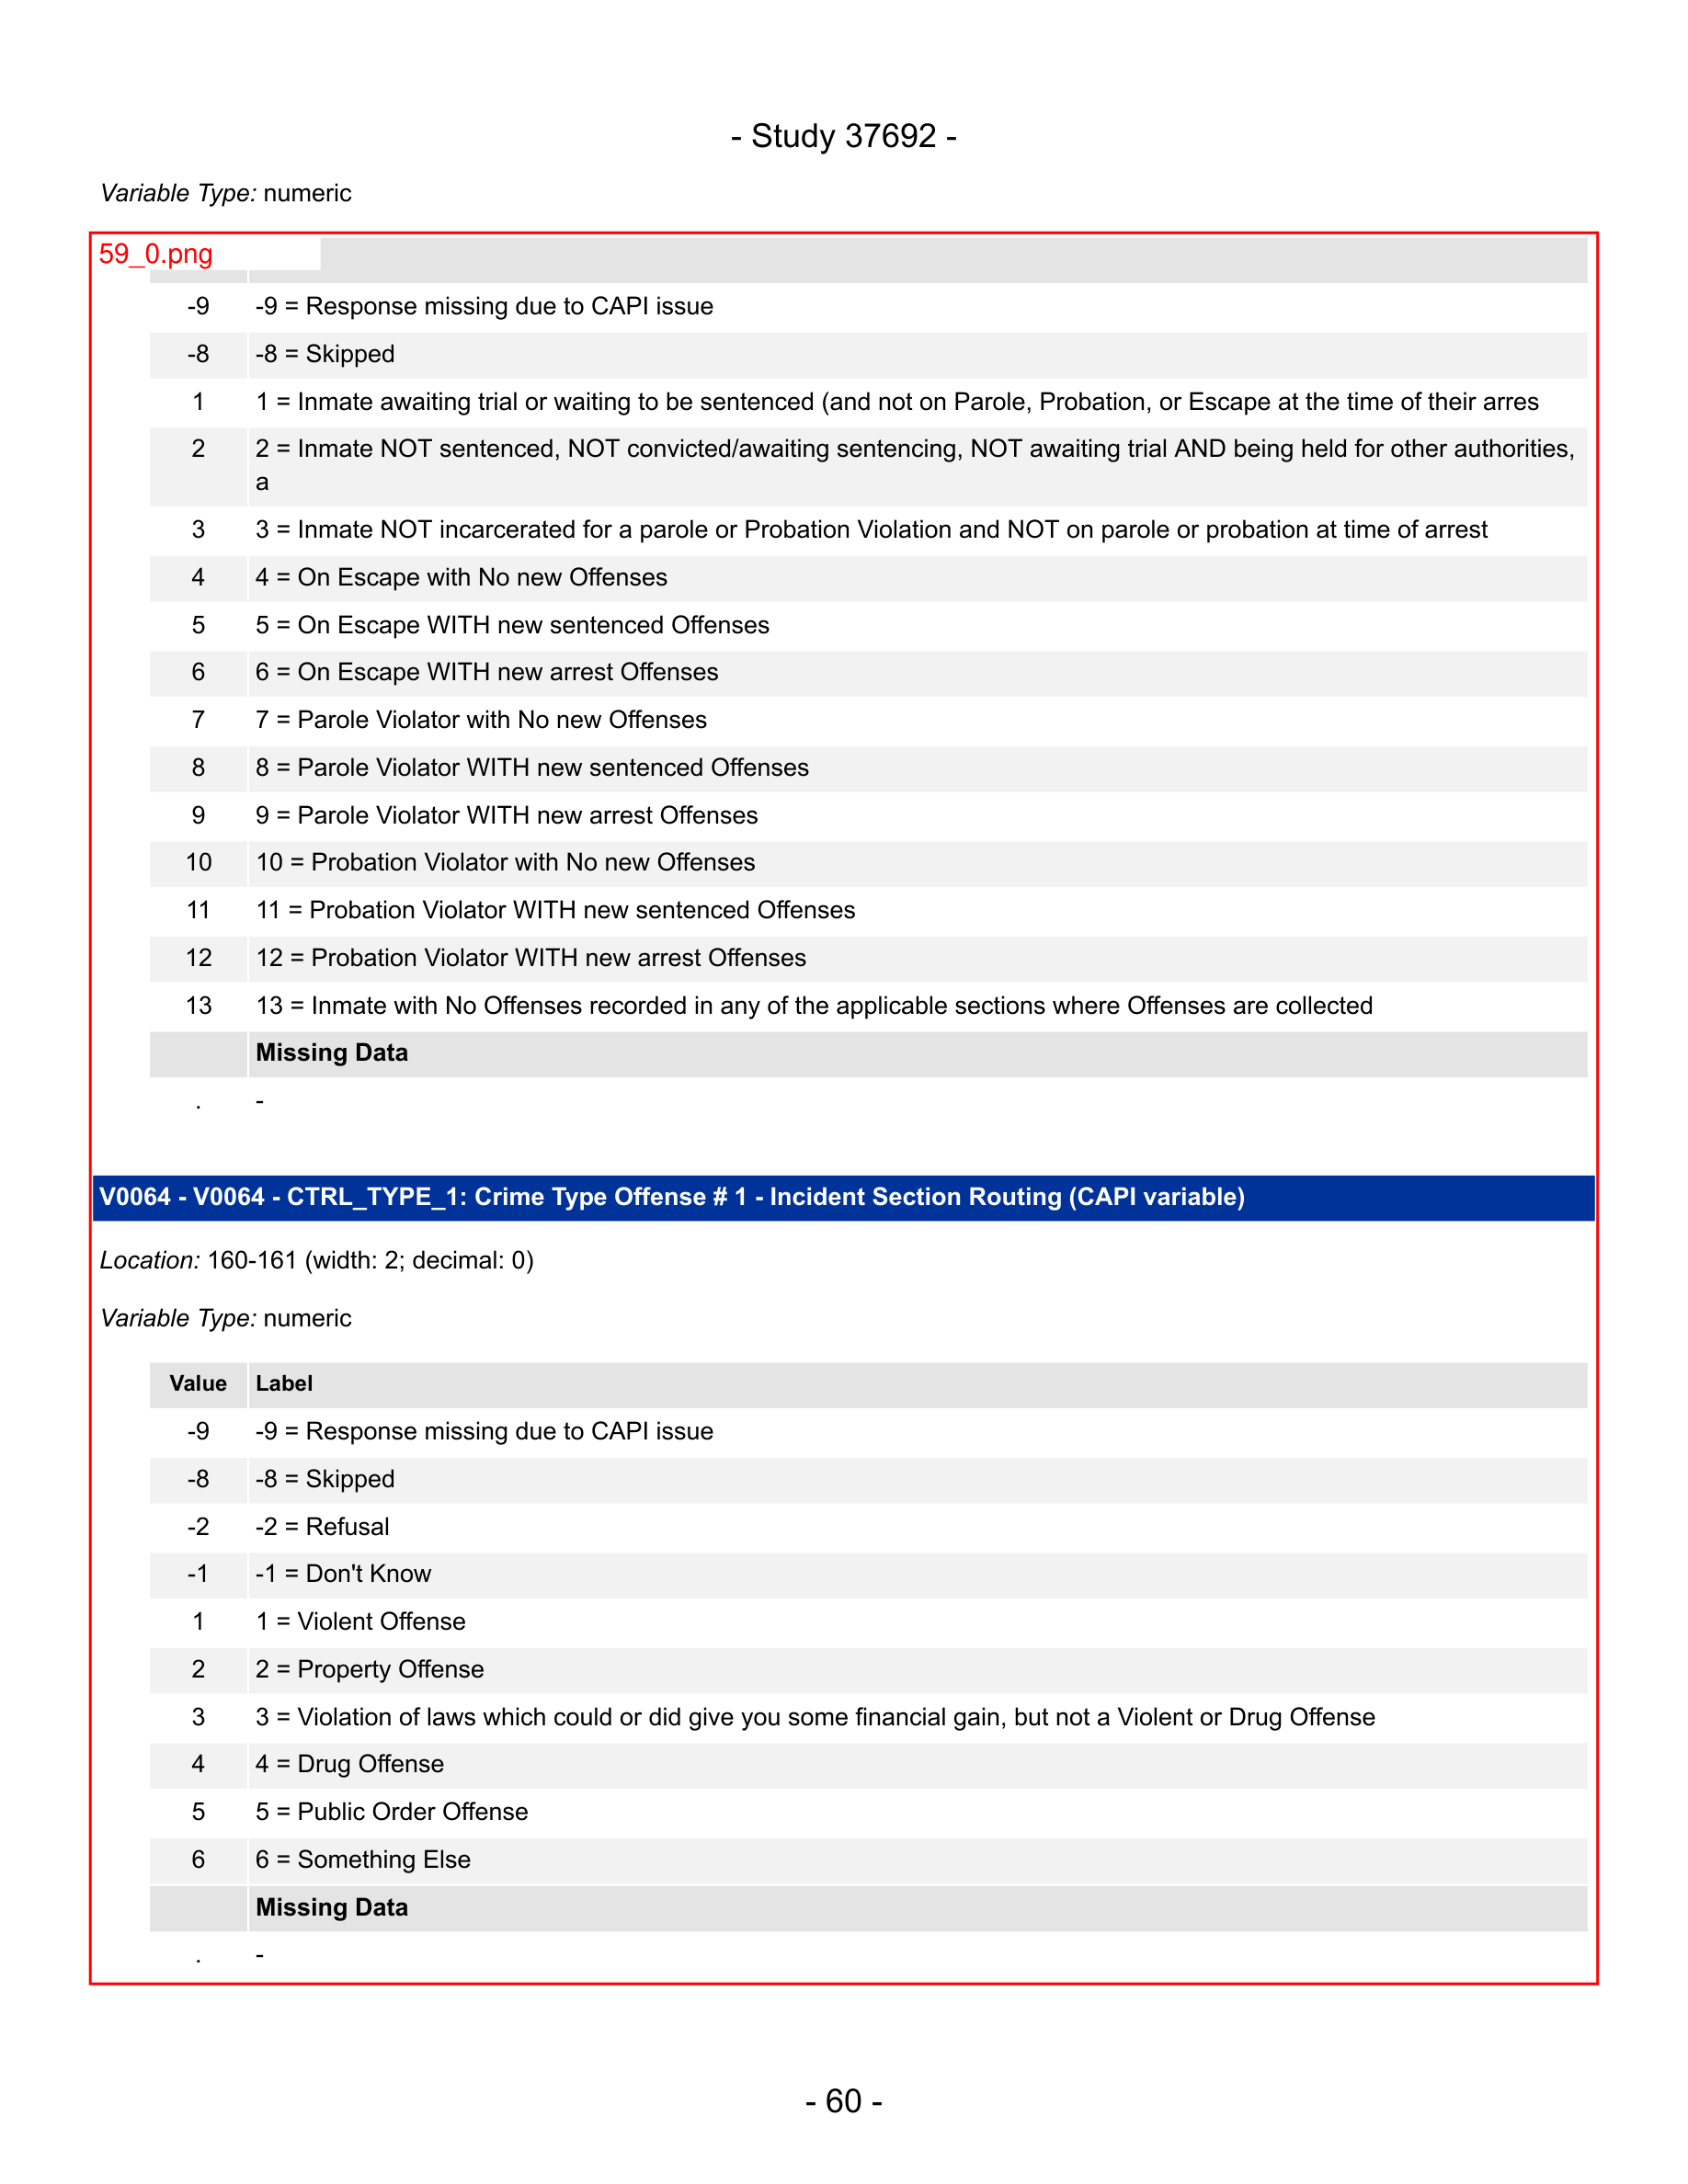 - Study 37692 -
Variable Type: numeric
59_0.png
-9 -9 = Response missing due to CAPI issue
-8 -8 = Skipped
1 1 = Inmate awaiting trial or waiting to be sentenced (and not on Parole, Probation, or Escape at the time of their arres
2 2 = Inmate NOT sentenced, NOT convicted/awaiting sentencing, NOT awaiting trial AND being held for other authorities,
a
3 3 = Inmate NOT incarcerated for a parole or Probation Violation and NOT on parole or probation at time of arrest
4 4 = On Escape with No new Offenses
5 5 = On Escape WITH new sentenced Offenses
6 6 = On Escape WITH new arrest Offenses
7 7 = Parole Violator with No new Offenses
8 8 = Parole Violator WITH new sentenced Offenses
9 9 = Parole Violator WITH new arrest Offenses
10 10 = Probation Violator with No new Offenses
11 11 = Probation Violator WITH new sentenced Offenses
12 12 = Probation Violator WITH new arrest Offenses
13 13 = Inmate with No Offenses recorded in any of the applicable sections where Offenses are collected
Missing Data
. -
V0064 - V0064 - CTRL_TYPE_1: Crime Type Offense # 1 - Incident Section Routing (CAPI variable)
Location: 160-161 (width: 2; decimal: 0)
Variable Type: numeric
Value Label
-9 -9 = Response missing due to CAPI issue
-8 -8 = Skipped
-2 -2 = Refusal
-1 -1 = Don't Know
1 1 = Violent Offense
2 2 = Property Offense
3 3 = Violation of laws which could or did give you some financial gain, but not a Violent or Drug Offense
4 4 = Drug Offense
5 5 = Public Order Offense
6 6 = Something Else
Missing Data
. -
- 60 -